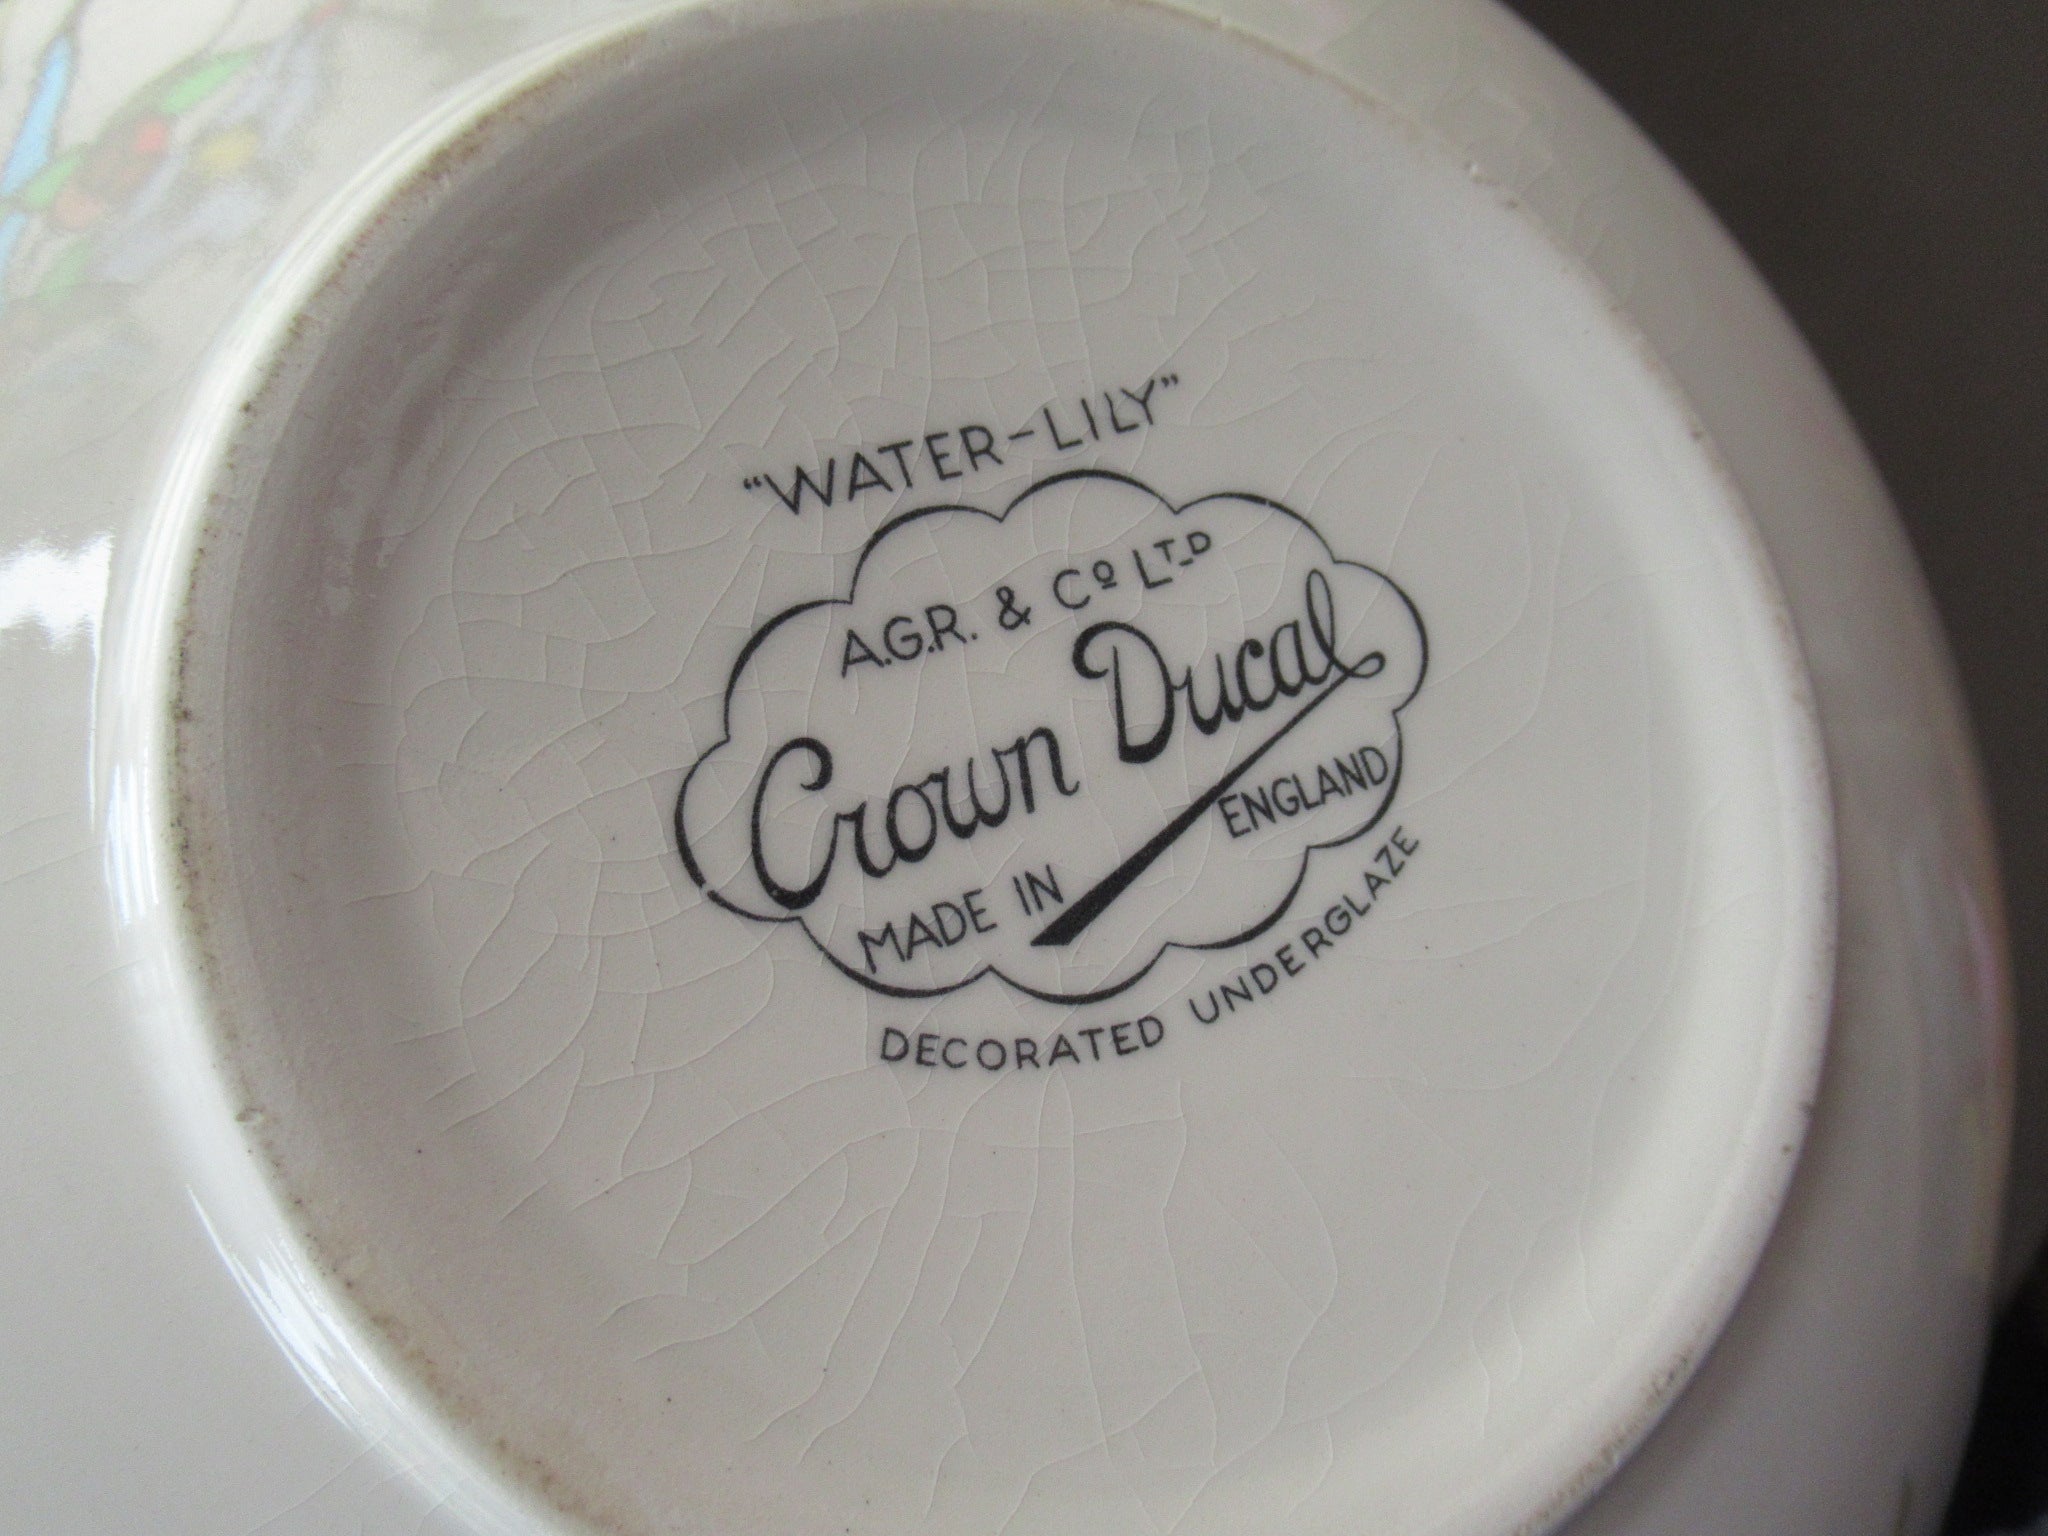 “WATER-LILY”
A.G.R. & Cº LTD
Crown Ducal
MADE IN ENGLAND
DECORATED UNDERGLAZE